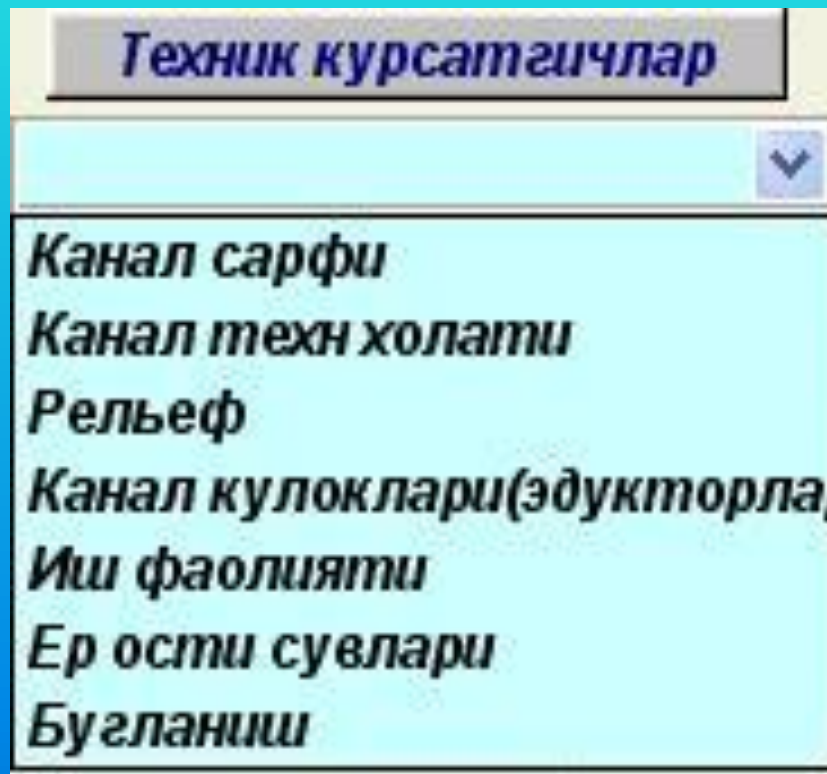 Техник курсатгичлар
Канал сарфи
Канал техн холати
Рельеф
Канал кулоклари(эдукторла
Иш фаолияти
Ер ости сувлари
Бугланиш